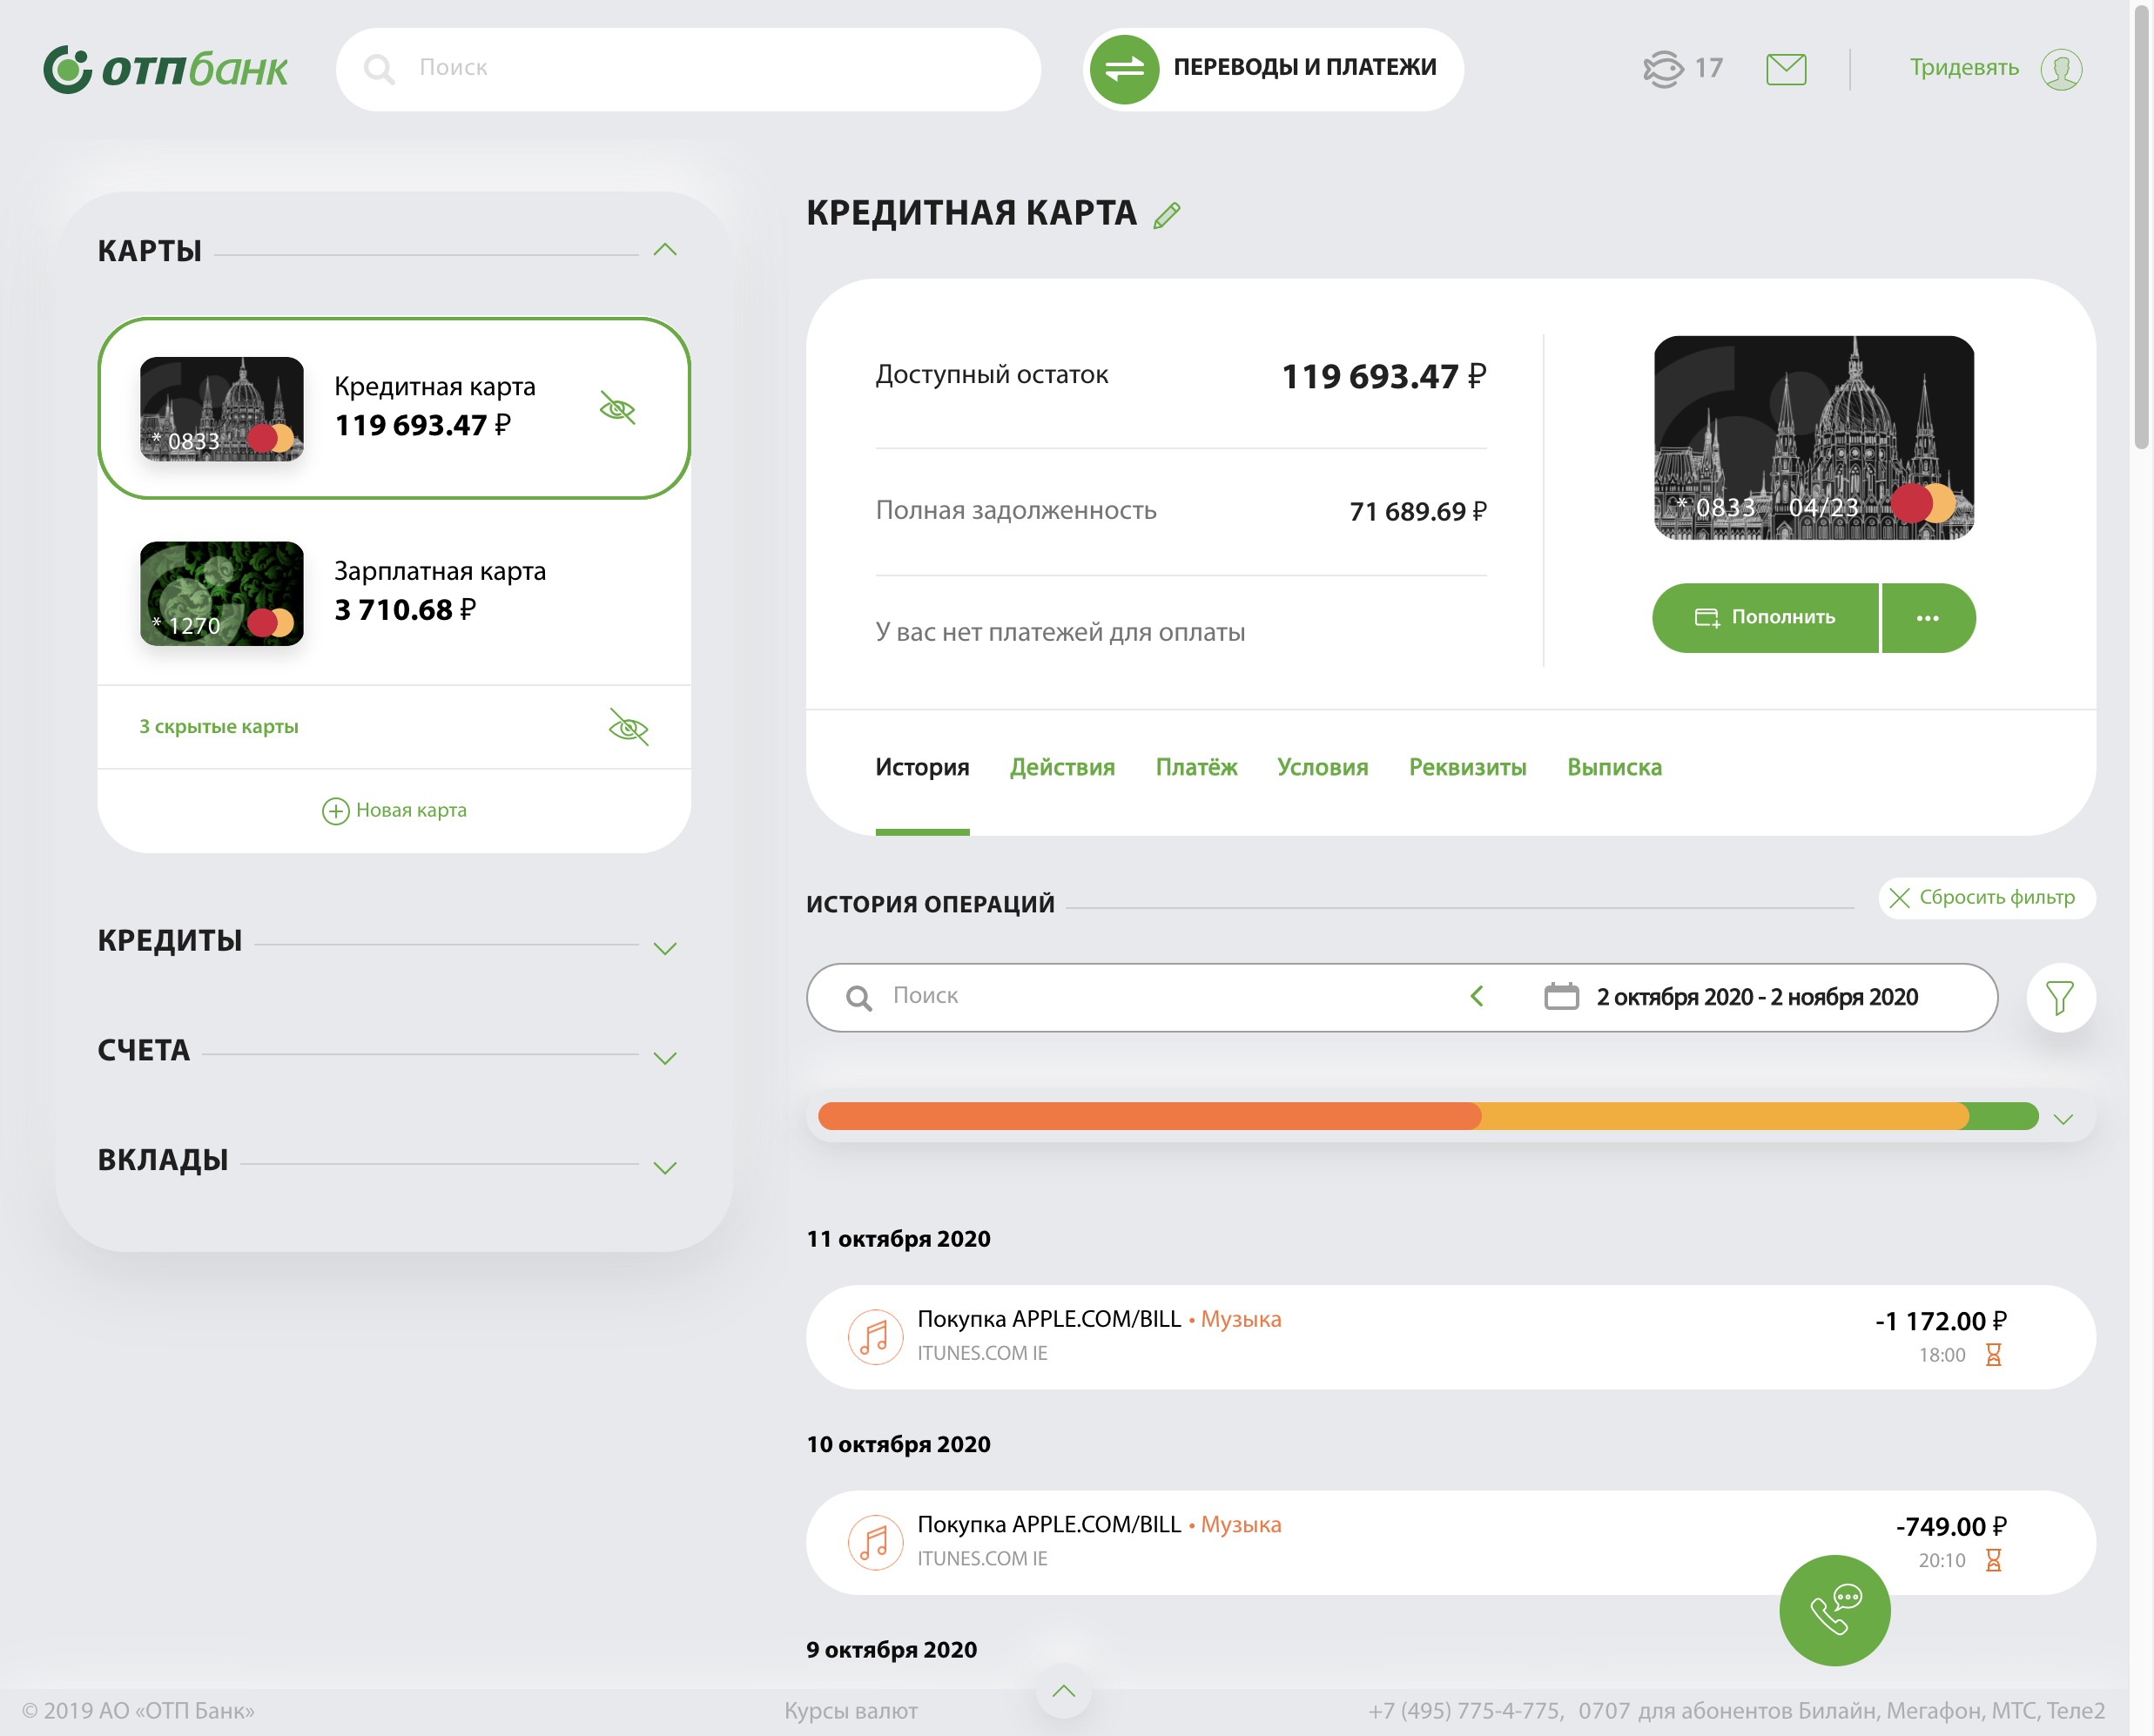 отпбанк
Поиск
ПЕРЕВОДЫ И ПЛАТЕЖИ
17
Тридевять
КАРТЫ
* 0833
Кредитная карта
119 693.47 ₽
* 1270
Зарплатная карта
3 710.68 ₽
3 скрытые карты
Новая карта
КРЕДИТЫ
СЧЕТА
ВКЛАДЫ
КРЕДИТНАЯ КАРТА
Доступный остаток 119 693.47 ₽
Полная задолженность 71 689.69 ₽
У вас нет платежей для оплаты
* 0833 04/23
Пополнить
История Действия Платёж Условия Реквизиты Выписка
ИСТОРИЯ ОПЕРАЦИЙ
Сбросить фильтр
Поиск
2 октября 2020 - 2 ноября 2020
11 октября 2020
Покупка APPLE.COM/BILL • Музыка
ITUNES.COM IE
-1 172.00 ₽
18:00
10 октября 2020
Покупка APPLE.COM/BILL • Музыка
ITUNES.COM IE
-749.00 ₽
20:10
9 октября 2020
© 2019 АО «ОТП Банк»
Курсы валют
+7 (495) 775-4-775, 0707 для абонентов Билайн, Мегафон, МТС, Теле2